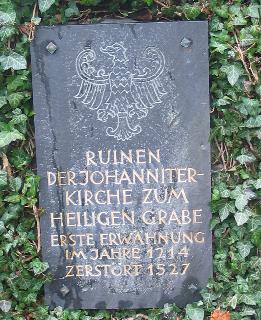 RUINEN
DER JOHANNITER-
KIRCHE ZUM
HEILIGEN GRABE
ERSTE ERWÄHNUNG
IM JAHRE 1214
ZERSTÖRT 1527